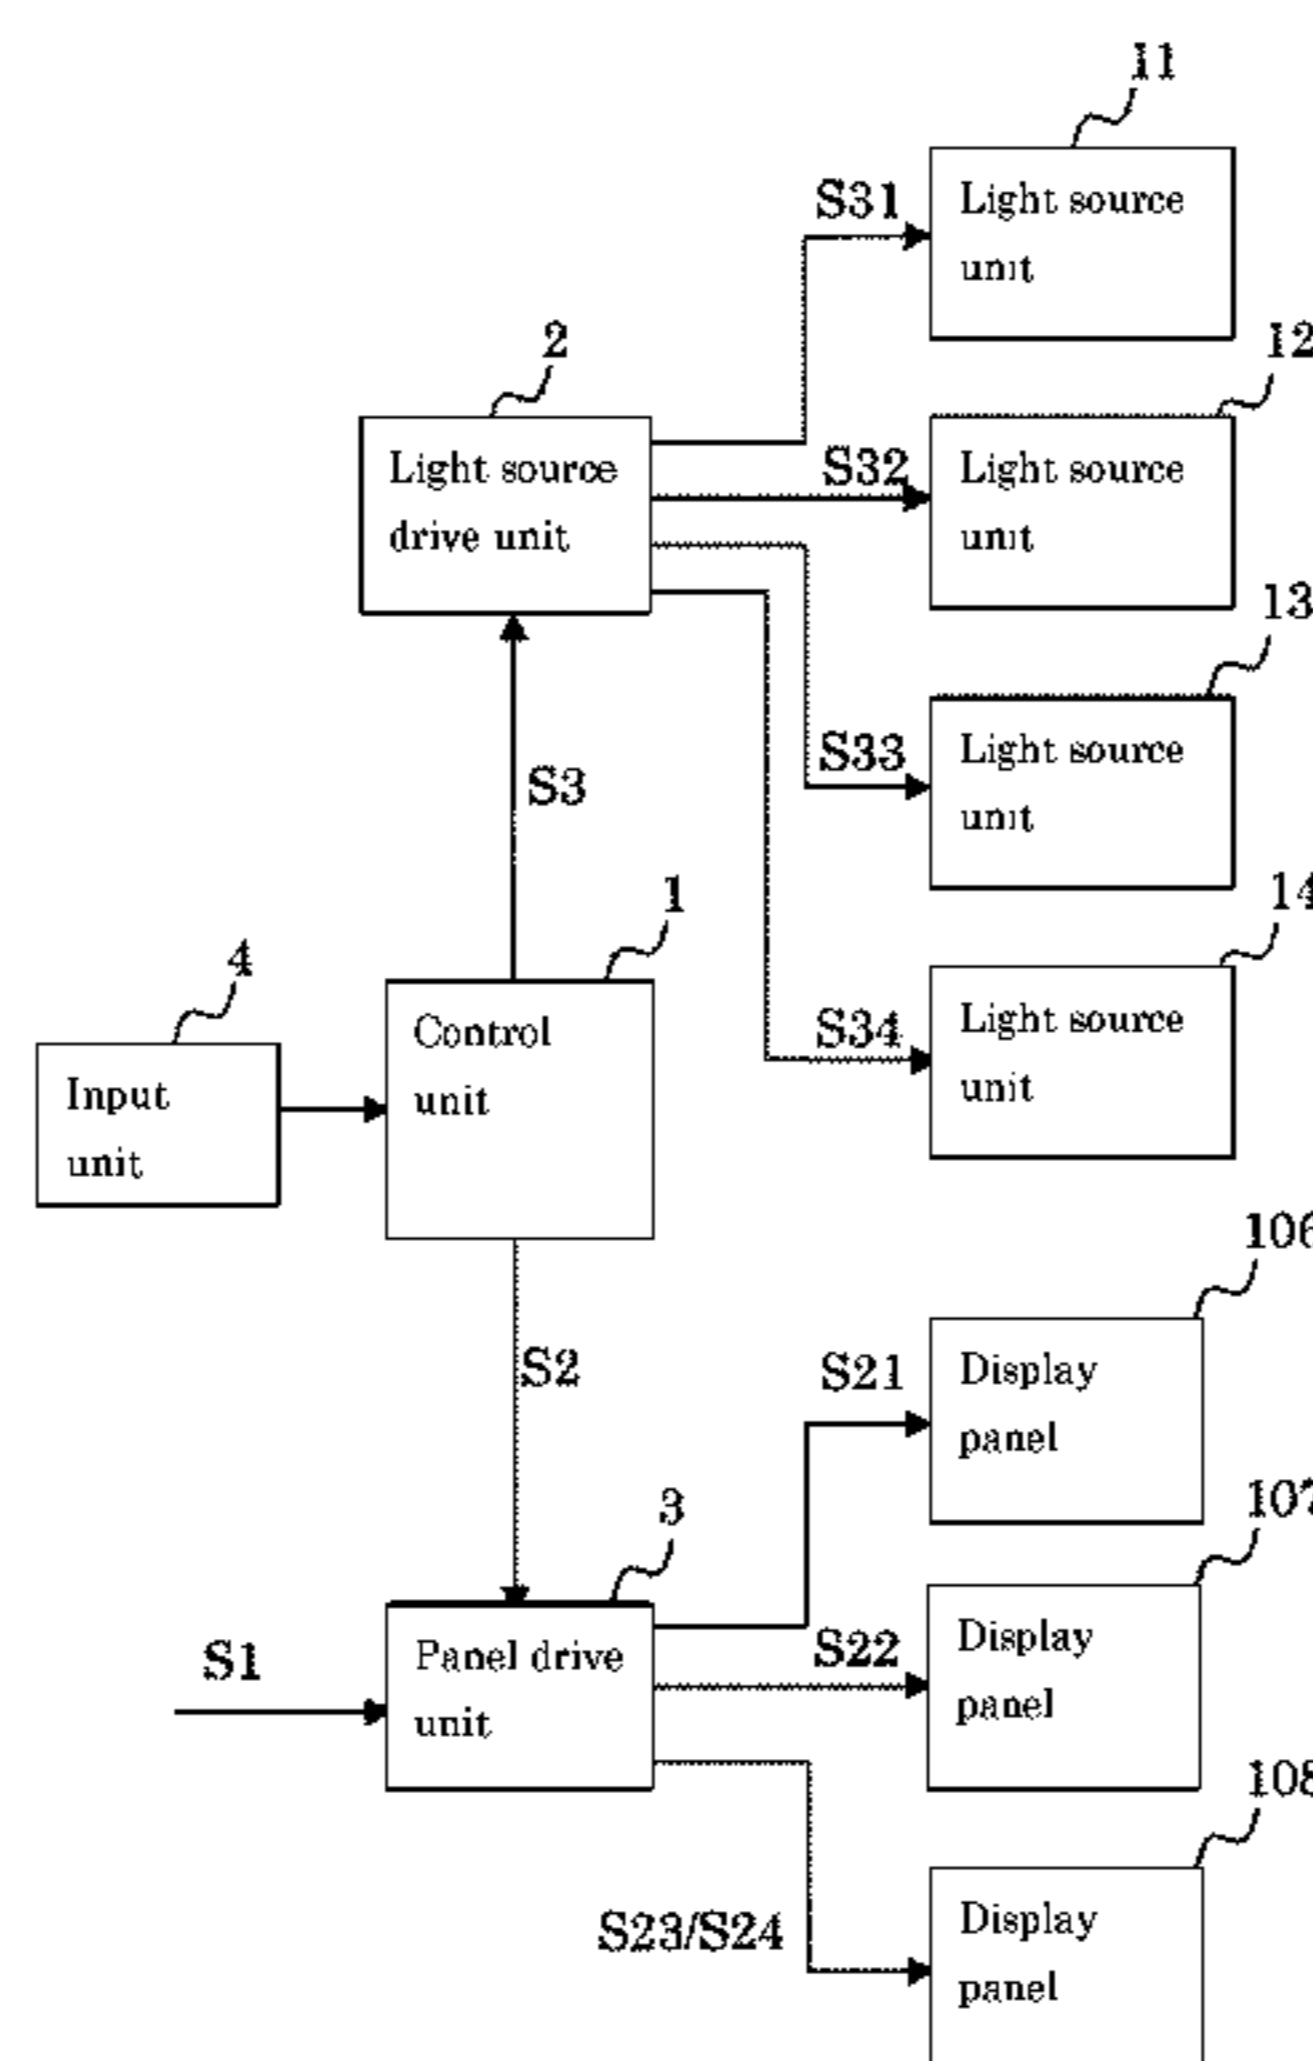 11
S31
Light source
unit
2
12
Light source
drive unit
S32
Light source
unit
13
S33
Light source
unit
S3
1
14
4
Control
unit
S34
Light source
unit
Input
unit
106
S2
S21
Display
panel
3
107
S1
Panel drive
unit
S22
Display
panel
108
S23/S24
Display
panel